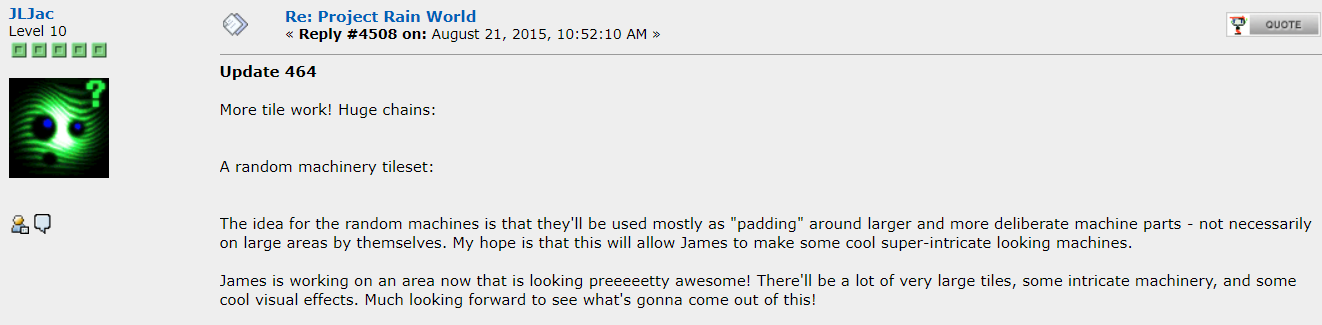 JLJac
Level 10
Re: Project Rain World
« Reply #4508 on: August 21, 2015, 10:52:10 AM »
QUOTE
Update 464
More tile work! Huge chains:
A random machinery tileset:
The idea for the random machines is that they'll be used mostly as "padding" around larger and more deliberate machine parts - not necessarily
on large areas by themselves. My hope is that this will allow James to make some cool super-intricate looking machines.
James is working on an area now that is looking preeeeetty awesome! There'll be a lot of very large tiles, some intricate machinery, and some
cool visual effects. Much looking forward to see what's gonna come out of this!